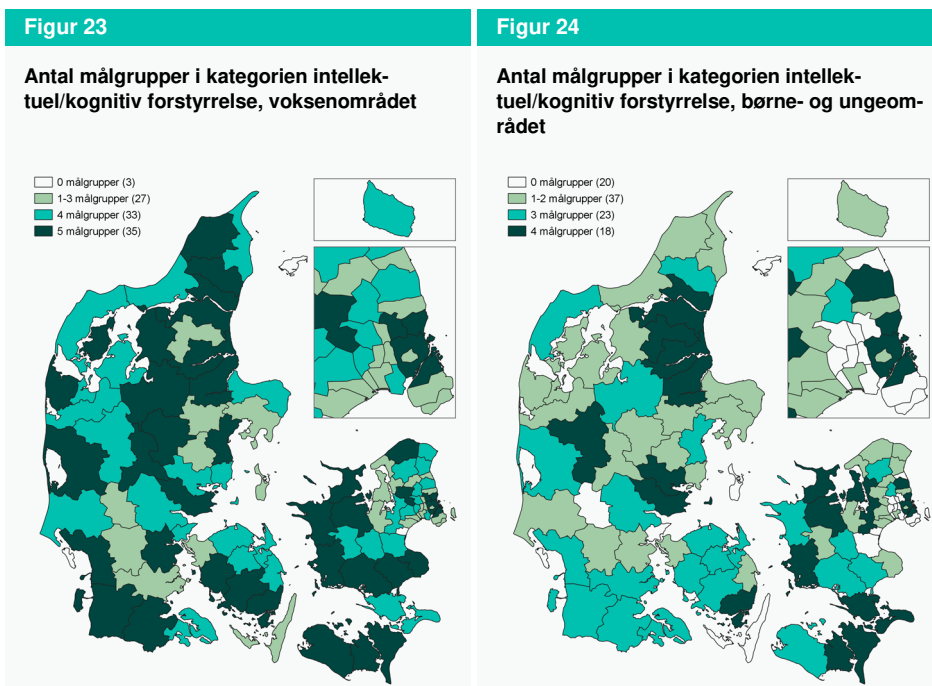 Figur 23
Antal målgrupper i kategorien intellek-
tuel/kognitiv forstyrrelse, voksenområdet
0 målgrupper (3)
1-3 målgrupper (27)
4 målgrupper (33)
5 målgrupper (35)
Figur 24
Antal målgrupper i kategorien intellek-
tuel/kognitiv forstyrrelse, børne- og ungeom-
rådet
0 målgrupper (20)
1-2 målgrupper (37)
3 målgrupper (23)
4 målgrupper (18)